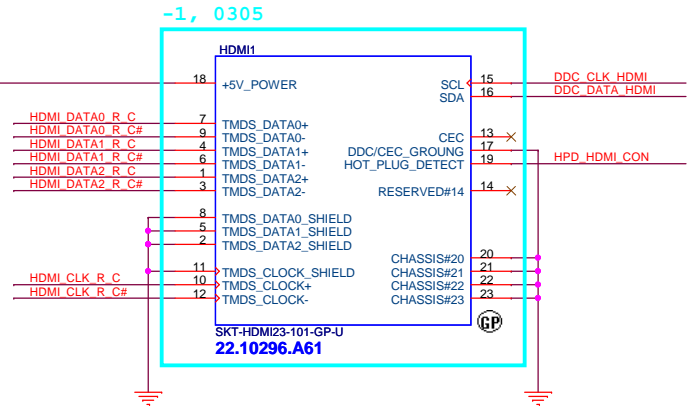 -1, 0305
HDMI1
18 +5V_POWER
SCL 15 DDC_CLK_HDMI
SDA 16 DDC_DATA_HDMI
HDMI_DATA0_R_C 7 TMDS_DATA0+
HDMI_DATA0_R_C# 9 TMDS_DATA0-
HDMI_DATA1_R_C 4 TMDS_DATA1+
HDMI_DATA1_R_C# 6 TMDS_DATA1-
HDMI_DATA2_R_C 1 TMDS_DATA2+
HDMI_DATA2_R_C# 3 TMDS_DATA2-
CEC 13
DDC/CEC_GROUNG 17
HOT_PLUG_DETECT 19 HPD_HDMI_CON
RESERVED#14 14
8 TMDS_DATA0_SHIELD
5 TMDS_DATA1_SHIELD
2 TMDS_DATA2_SHIELD
11 TMDS_CLOCK_SHIELD
HDMI_CLK_R_C 10 TMDS_CLOCK+
HDMI_CLK_R_C# 12 TMDS_CLOCK-
CHASSIS#20 20
CHASSIS#21 21
CHASSIS#22 22
CHASSIS#23 23
SKT-HDMI23-101-GP-U
GP
22.10296.A61